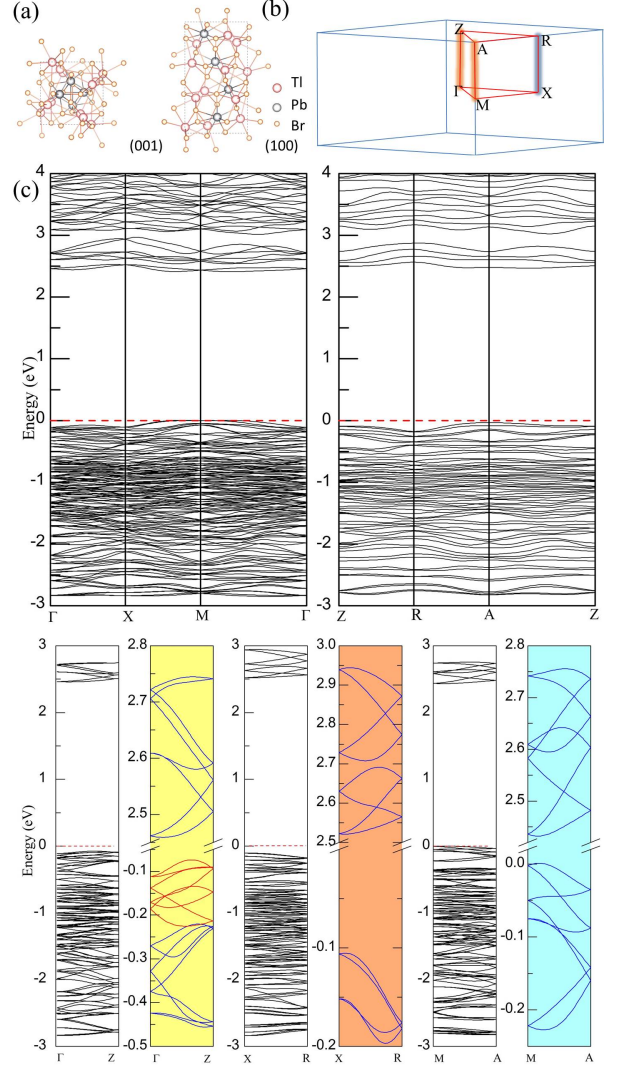 (a)
(b)
Tl
Pb
Br
(001)
(100)
Z
R
A
Γ
X
M
(c)
4
3
2
1
0
-1
-2
-3
Energy (eV)
Γ X M Γ
4
3
2
1
0
-1
-2
-3
Z R A Z
3
2
1
0
-1
-2
-3
Energy (eV)
Γ Z
2.8
2.7
2.6
2.5
-0.1
-0.2
-0.3
-0.4
-0.5
Γ Z
3
2
1
0
-1
-2
-3
X R
3.0
2.9
2.8
2.7
2.6
2.5
-0.1
-0.2
X R
3
2
1
0
-1
-2
-3
M A
2.8
2.7
2.6
2.5
0.0
-0.1
-0.2
M A